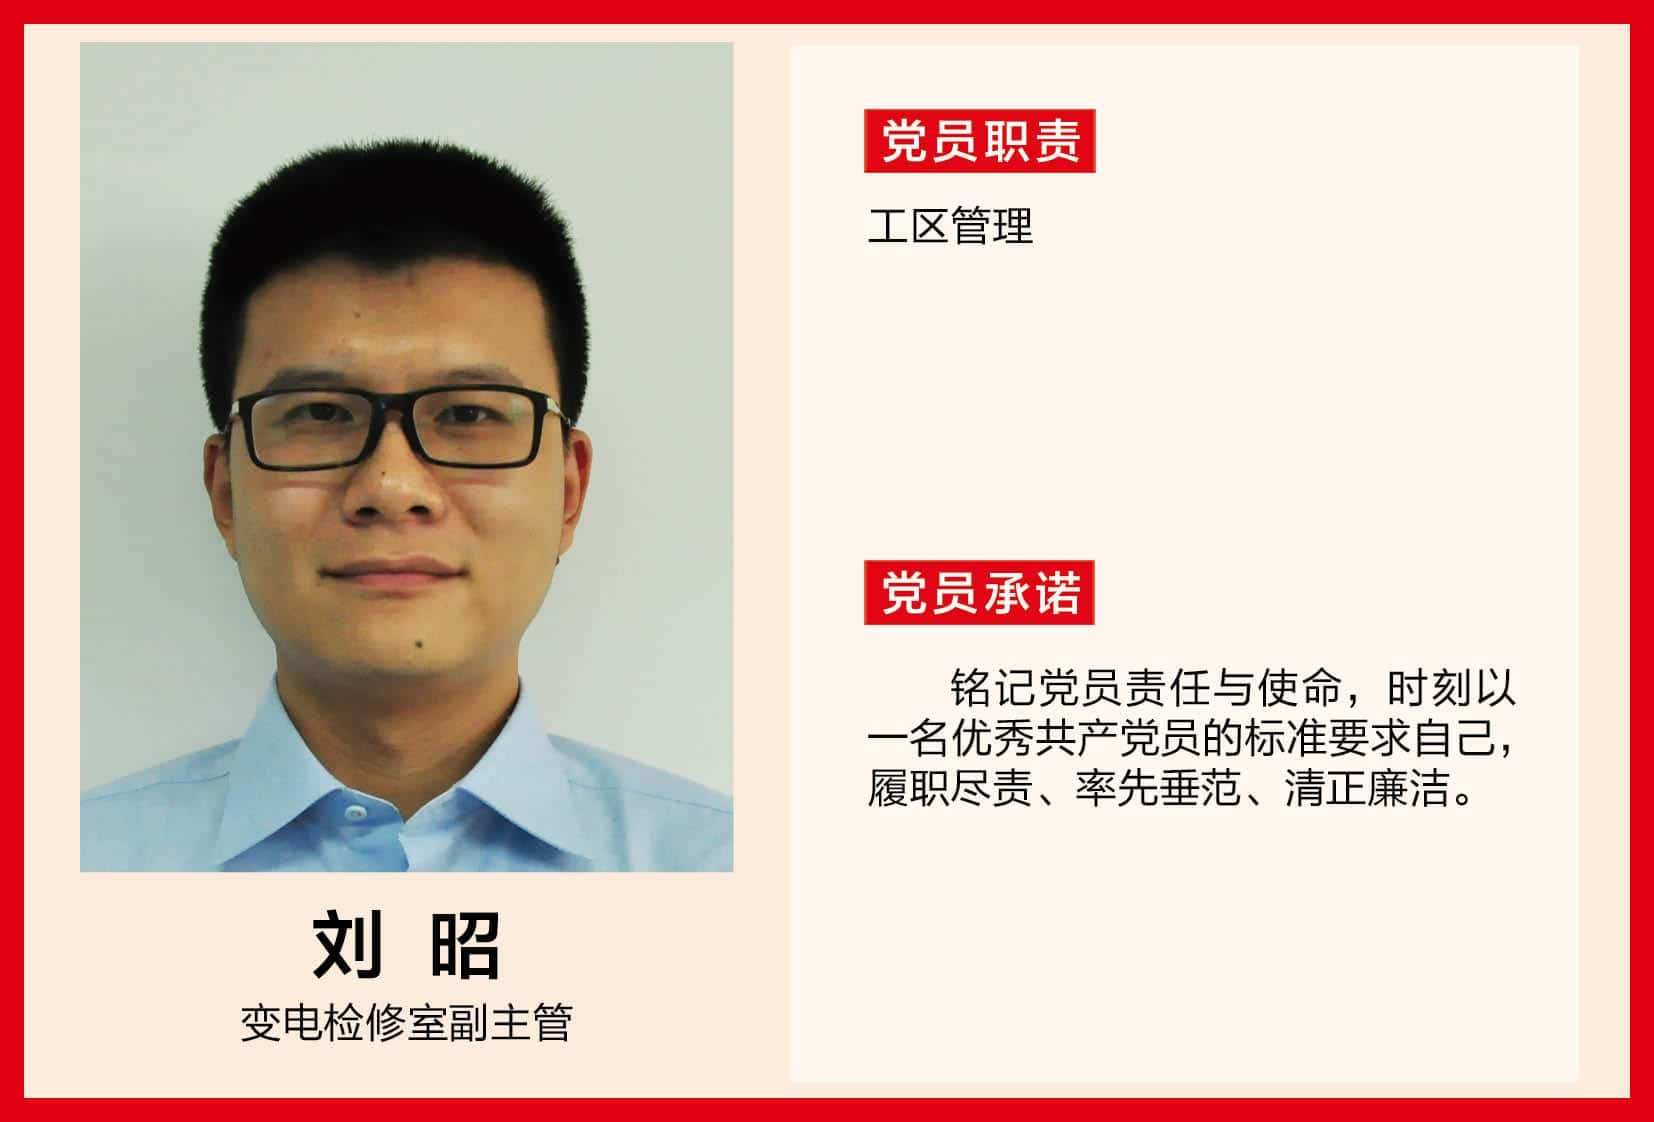 党员职责
工区管理
党员承诺
铭记党员责任与使命，时刻以
一名优秀共产党员的标准要求自己，
履职尽责、率先垂范、清正廉洁。
刘 昭
变电检修室副主管